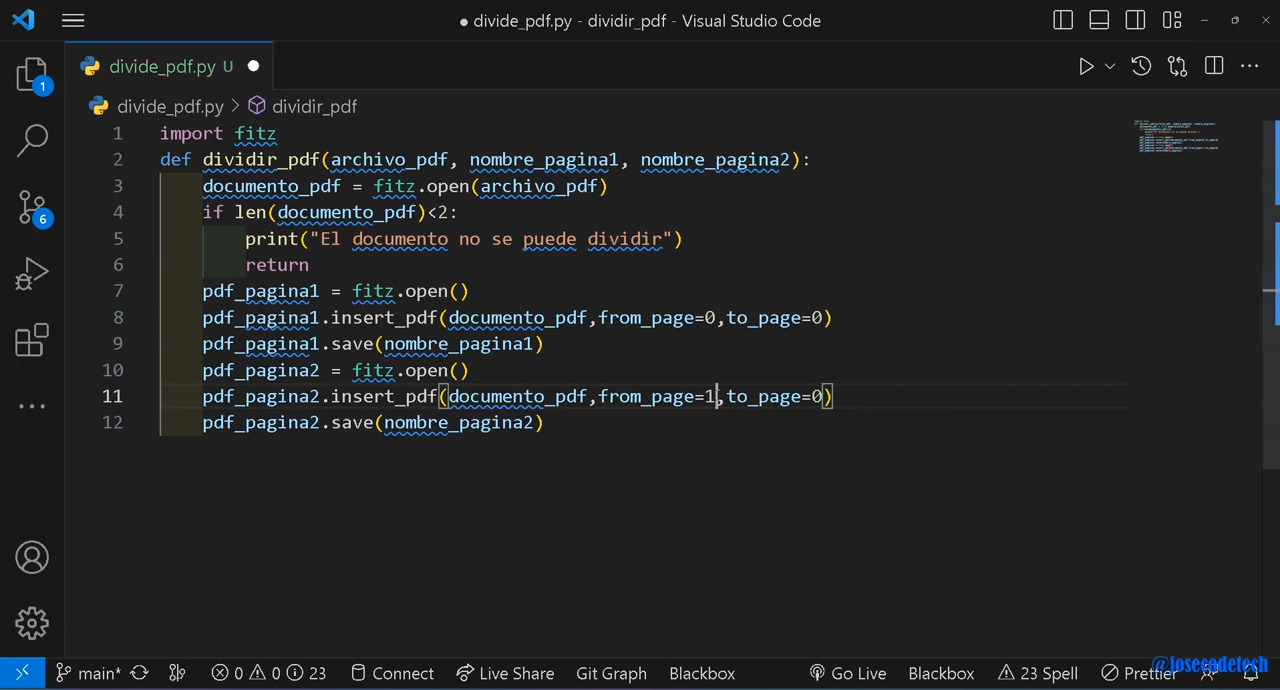 ● divide_pdf.py - dividir_pdf - Visual Studio Code
divide_pdf.py U
divide_pdf.py > dividir_pdf
1 import fitz
2 def dividir_pdf(archivo_pdf, nombre_pagina1, nombre_pagina2):
3 documento_pdf = fitz.open(archivo_pdf)
4 if len(documento_pdf)<2:
5 print("El documento no se puede dividir")
6 return
7 pdf_pagina1 = fitz.open()
8 pdf_pagina1.insert_pdf(documento_pdf,from_page=0,to_page=0)
9 pdf_pagina1.save(nombre_pagina1)
10 pdf_pagina2 = fitz.open()
11 pdf_pagina2.insert_pdf(documento_pdf,from_page=1,to_page=0)
12 pdf_pagina2.save(nombre_pagina2)
1
6
main* 0 0 23 Connect Live Share Git Graph Blackbox Go Live Blackbox 23 Spell Prettier
@josecodetech